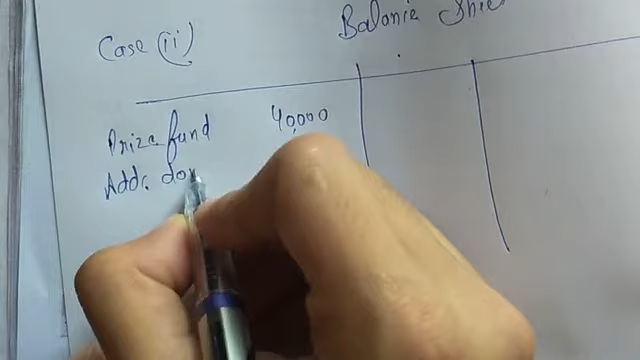 Balance Shee
Case (ii)
Prize fund 40,000
Add: do